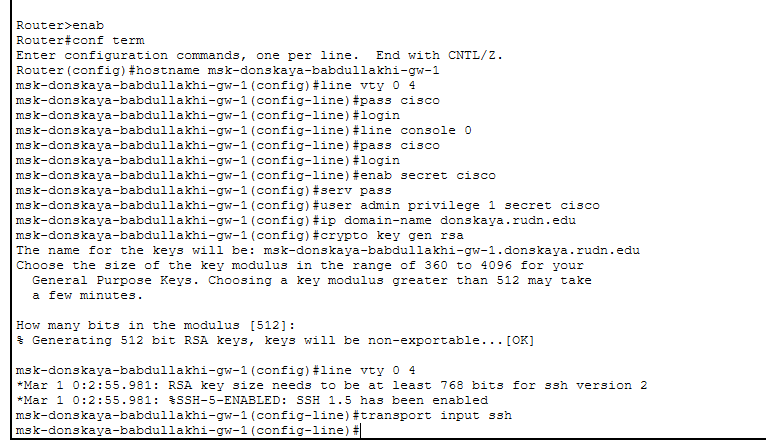 Router>enab
Router#conf term
Enter configuration commands, one per line.  End with CNTL/Z.
Router(config)#hostname msk-donskaya-babdullakhi-gw-1
msk-donskaya-babdullakhi-gw-1(config)#line vty 0 4
msk-donskaya-babdullakhi-gw-1(config-line)#pass cisco
msk-donskaya-babdullakhi-gw-1(config-line)#login
msk-donskaya-babdullakhi-gw-1(config-line)#line console 0
msk-donskaya-babdullakhi-gw-1(config-line)#pass cisco
msk-donskaya-babdullakhi-gw-1(config-line)#login
msk-donskaya-babdullakhi-gw-1(config-line)#enab secret cisco
msk-donskaya-babdullakhi-gw-1(config)#serv pass
msk-donskaya-babdullakhi-gw-1(config)#user admin privilege 1 secret cisco
msk-donskaya-babdullakhi-gw-1(config)#ip domain-name donskaya.rudn.edu
msk-donskaya-babdullakhi-gw-1(config)#crypto key gen rsa
The name for the keys will be: msk-donskaya-babdullakhi-gw-1.donskaya.rudn.edu
Choose the size of the key modulus in the range of 360 to 4096 for your
  General Purpose Keys. Choosing a key modulus greater than 512 may take
  a few minutes.

How many bits in the modulus [512]:
% Generating 512 bit RSA keys, keys will be non-exportable...[OK]

msk-donskaya-babdullakhi-gw-1(config)#line vty 0 4
*Mar 1 0:2:55.981: RSA key size needs to be at least 768 bits for ssh version 2
*Mar 1 0:2:55.981: %SSH-5-ENABLED: SSH 1.5 has been enabled
msk-donskaya-babdullakhi-gw-1(config-line)#transport input ssh
msk-donskaya-babdullakhi-gw-1(config-line)#